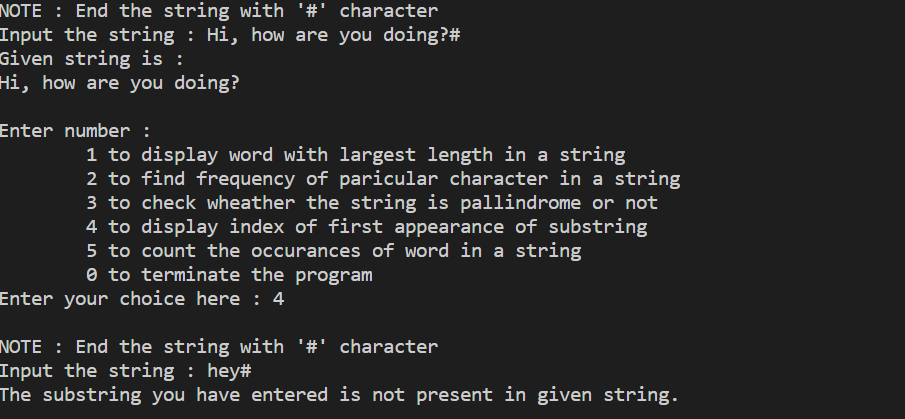 NOTE : End the string with '#' character
Input the string : Hi, how are you doing?#
Given string is :
Hi, how are you doing?
Enter number :
1 to display word with largest length in a string
2 to find frequency of paricular character in a string
3 to check wheather the string is pallindrome or not
4 to display index of first appearance of substring
5 to count the occurances of word in a string
0 to terminate the program
Enter your choice here : 4
NOTE : End the string with '#' character
Input the string : hey#
The substring you have entered is not present in given string.